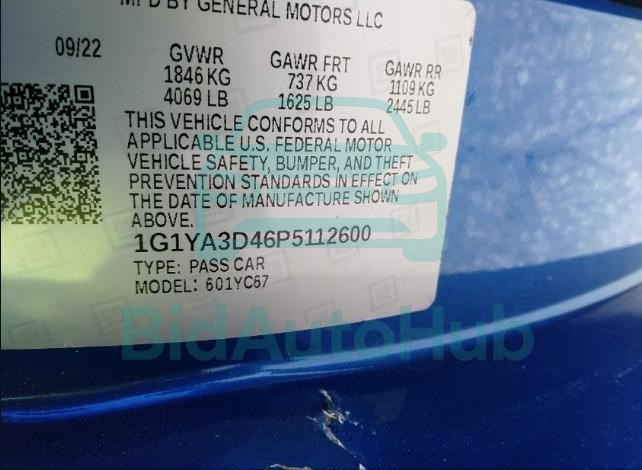 MFD BY GENERAL MOTORS LLC
09/22 GVWR GAWR FRT GAWR RR
1846 KG 737 KG 1109 KG
4069 LB 1625 LB 2445 LB
THIS VEHICLE CONFORMS TO ALL
APPLICABLE U.S. FEDERAL MOTOR
VEHICLE SAFETY, BUMPER, AND THEFT
PREVENTION STANDARDS IN EFFECT ON
THE DATE OF MANUFACTURE SHOWN
ABOVE.
1G1YA3D46P5112600
TYPE: PASS CAR
MODEL: 601YC67
BidAutoHub